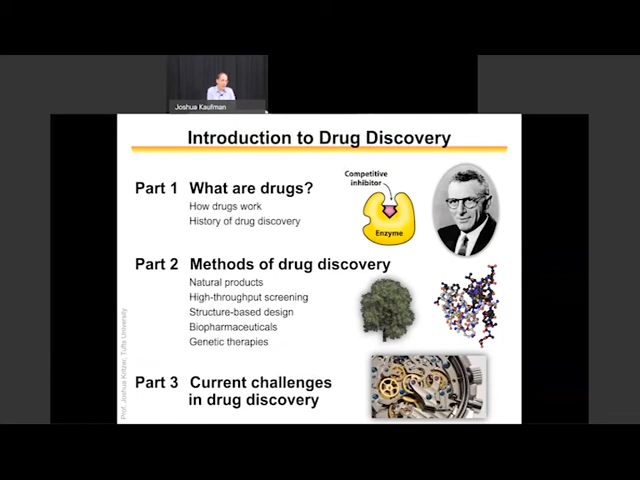 Joshua Kaufman
Introduction to Drug Discovery
Part 1 What are drugs?
How drugs work
History of drug discovery
Competitive
inhibitor
Enzyme
Part 2 Methods of drug discovery
Natural products
High-throughput screening
Structure-based design
Biopharmaceuticals
Genetic therapies
Part 3 Current challenges
in drug discovery
Prof. Joshua Kritzer, Tufts University